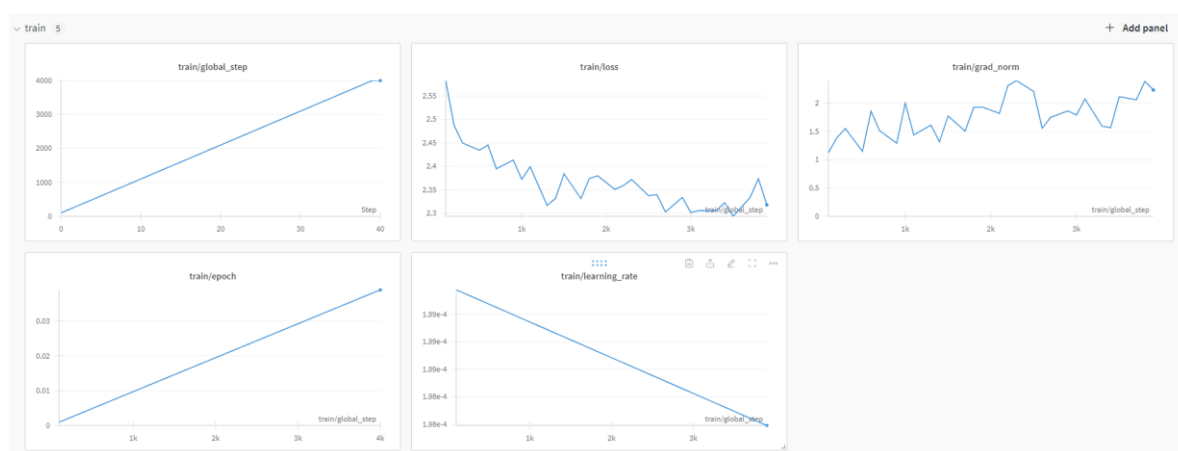 train 5
+ Add panel
train/global_step
4000
3000
2000
1000
0
Step
0 10 20 30 40
train/loss
2.55
2.5
2.45
2.4
2.35
2.3
train/global_step
1k 2k 3k
train/grad_norm
2
1.5
1
0.5
0
train/global_step
1k 2k 3k
train/epoch
0.03
0.02
0.01
0
train/global_step
1k 2k 3k 4k
train/learning_rate
1.99e-4
1.99e-4
1.99e-4
1.98e-4
1.98e-4
train/global_step
1k 2k 3k